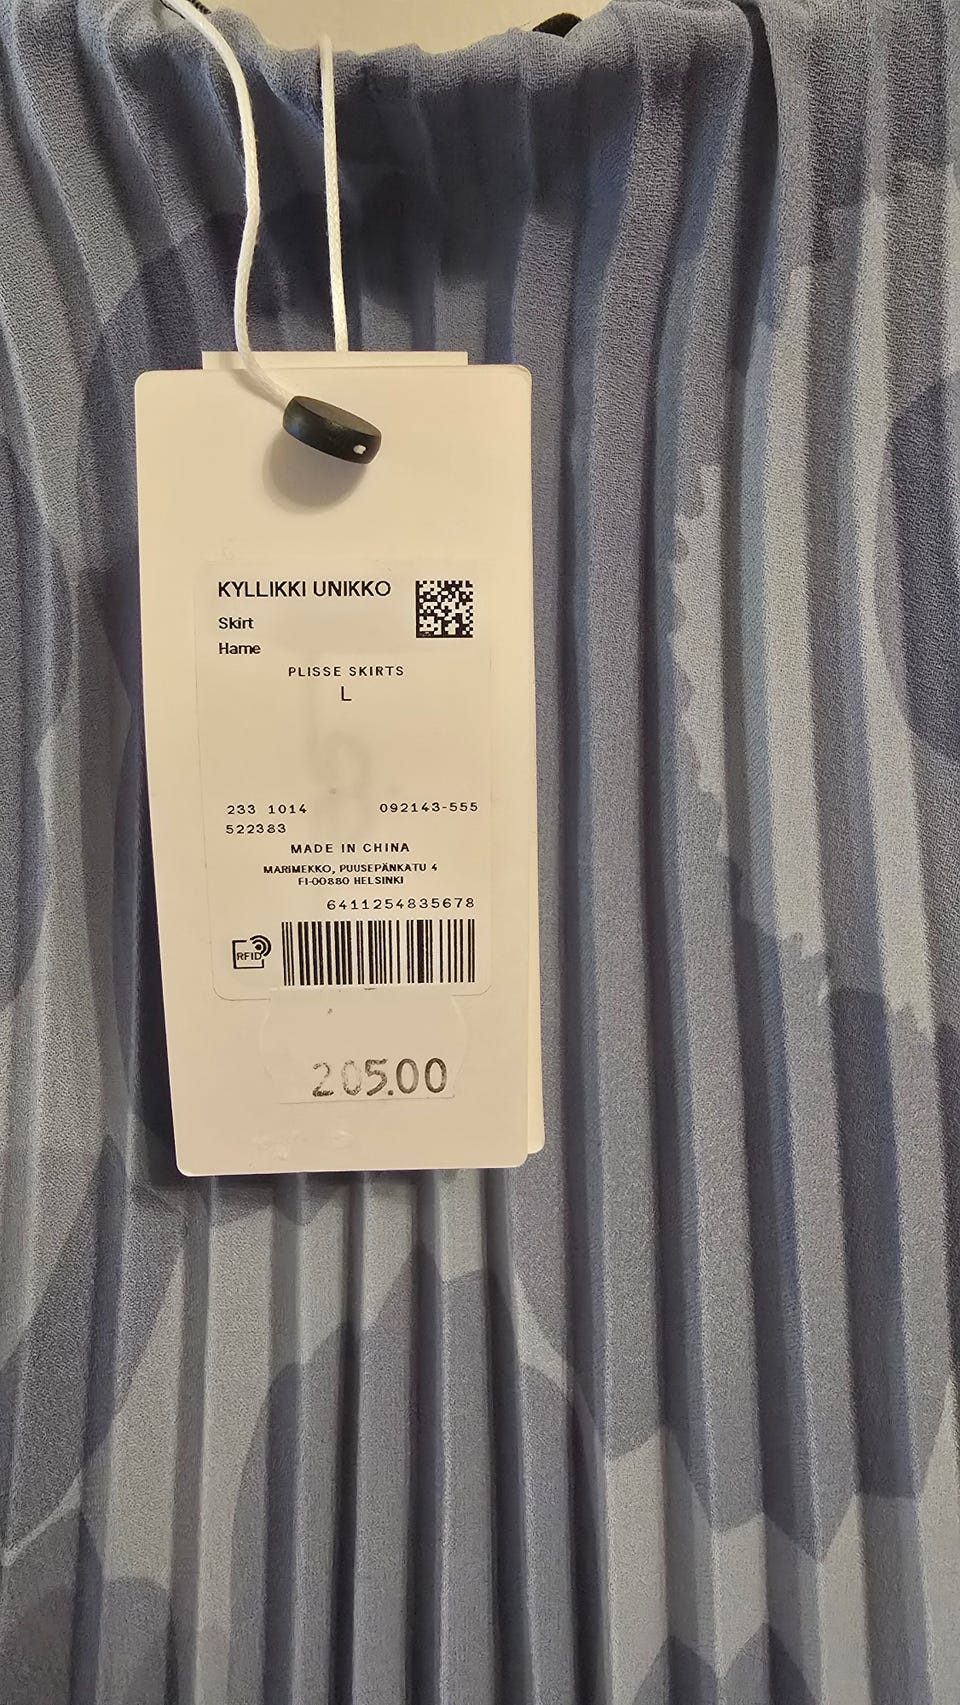 KYLLIKKI UNIKKO
Skirt
Hame
PLISSE SKIRTS
L
233 1014 092143-555
522383
MADE IN CHINA
MARIMEKKO, PUUSEPÄNKATU 4
FI-00880 HELSINKI
6411254835678
RFID
205.00